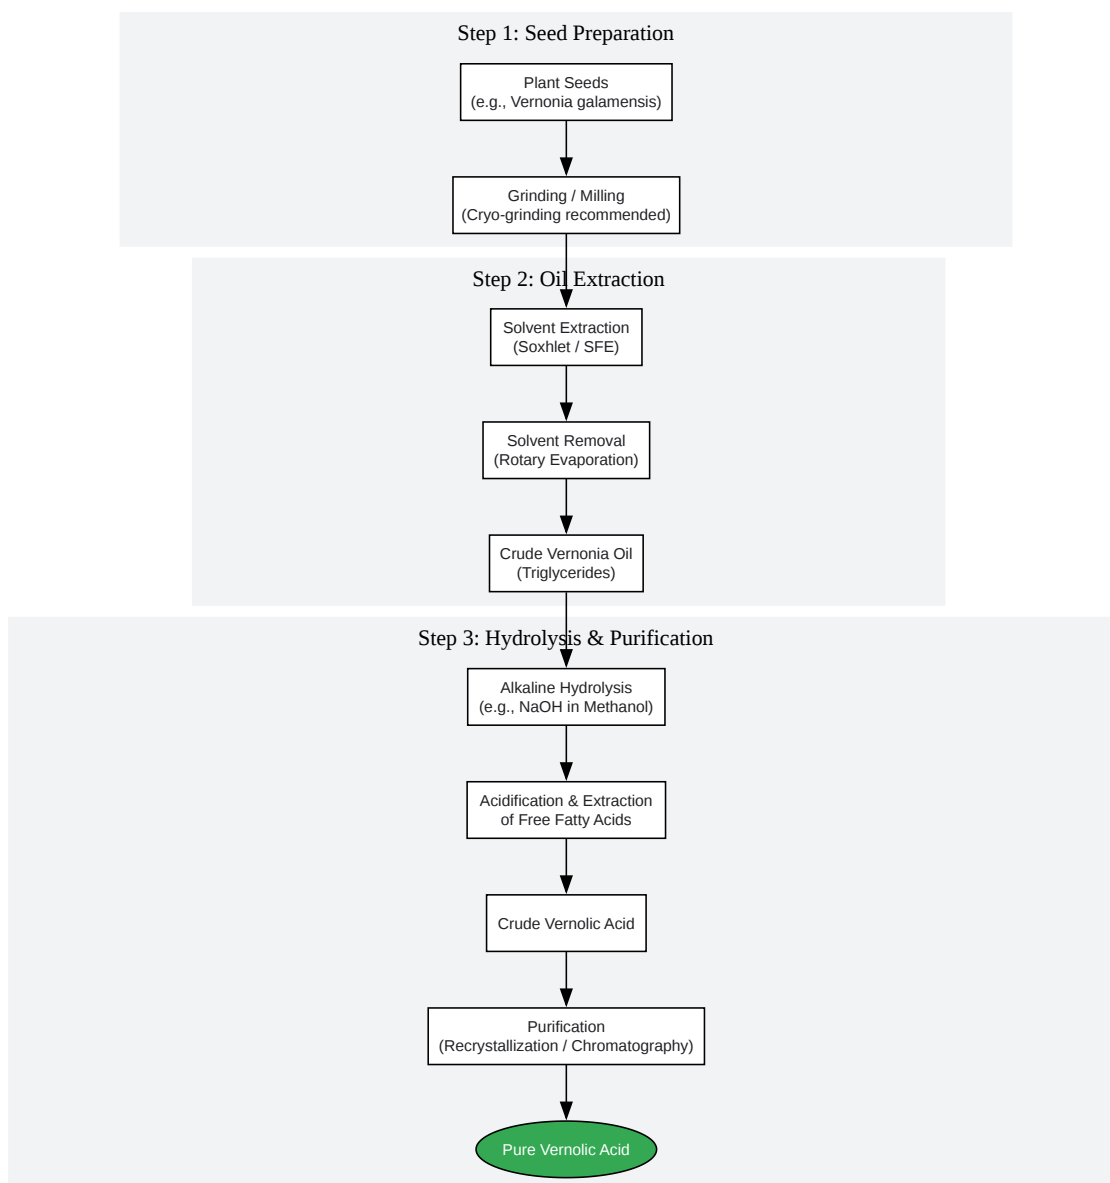 Step 1: Seed Preparation
Plant Seeds
(e.g., Vernonia galamensis)
Grinding / Milling
(Cryo-grinding recommended)
Step 2: Oil Extraction
Solvent Extraction
(Soxhlet / SFE)
Solvent Removal
(Rotary Evaporation)
Crude Vernonia Oil
(Triglycerides)
Step 3: Hydrolysis & Purification
Alkaline Hydrolysis
(e.g., NaOH in Methanol)
Acidification & Extraction
of Free Fatty Acids
Crude Vernolic Acid
Purification
(Recrystallization / Chromatography)
Pure Vernolic Acid